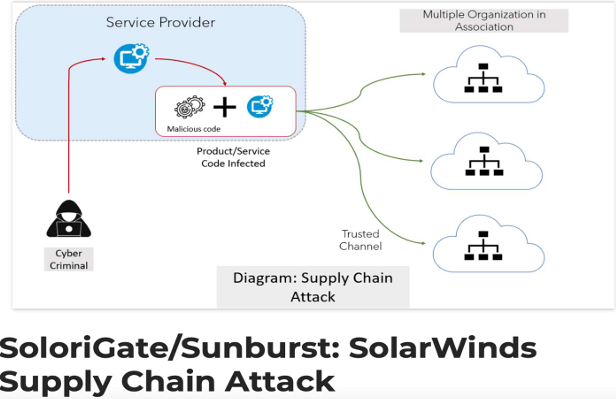 Service Provider
Multiple Organization in
Association
Malicious code
Product/Service
Code Infected
Trusted
Channel
Cyber
Criminal
Diagram: Supply Chain
Attack
SoloriGate/Sunburst: SolarWinds
Supply Chain Attack